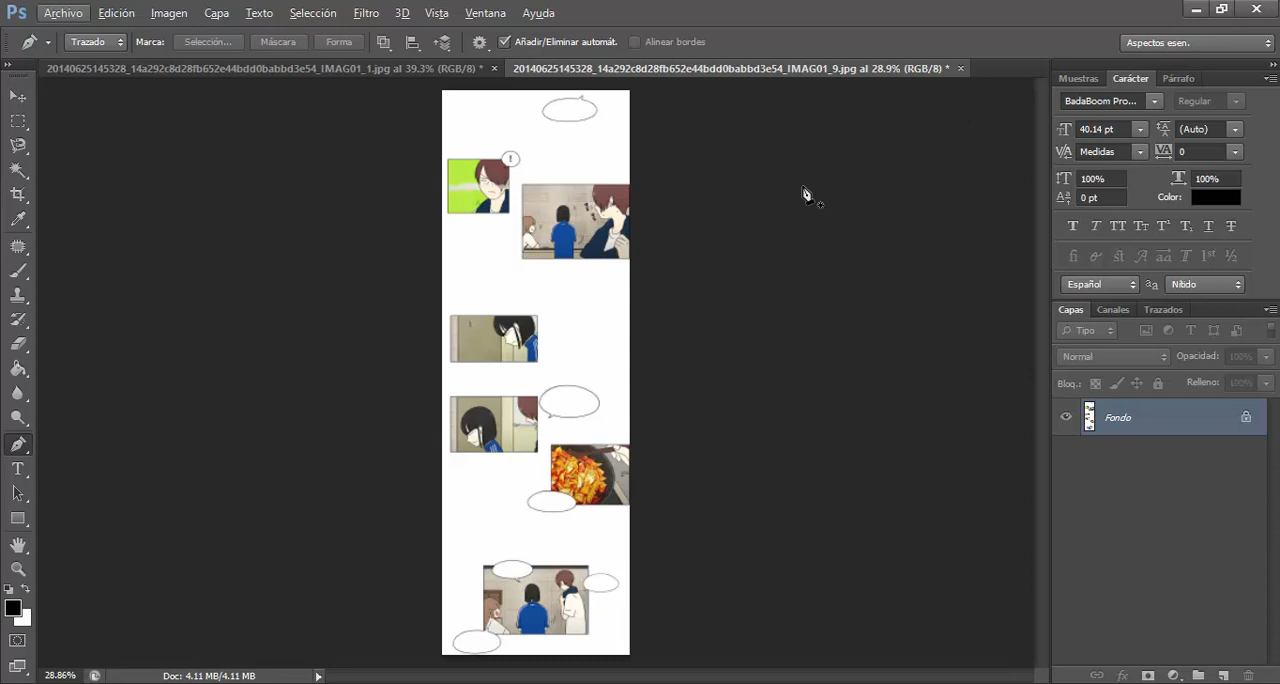 Ps Archivo Edición Imagen Capa Texto Selección Filtro 3D Vista Ventana Ayuda
Trazado Marca: Selección... Máscara Forma Añadir/Eliminar automát. Alinear bordes Aspectos esen.
20140625145328_14a292c8d28fb652e44bdd0babbd3e54_IMAG01_1.jpg al 39.3% (RGB/8) * × 20140625145328_14a292c8d28fb652e44bdd0babbd3e54_IMAG01_9.jpg al 28.9% (RGB/8) * ×
Muestras Carácter Párrafo
BadaBoom Pro... Regular
40.14 pt (Auto)
Medidas 0
100% 100%
0 pt Color:
Español aa Nítido
Capas Canales Trazados
Tipo
Normal Opacidad: 100%
Bloq.: Relleno: 100%
Fondo
!
28.86% Doc: 4.11 MB/4.11 MB